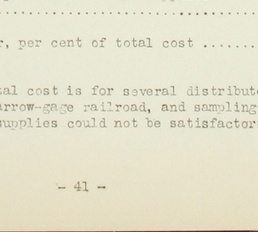 r, per cent of total cost .......
tal cost is for several distribute
arrow-gage railroad, and sampling
supplies could not be satisfactor
- 41 -